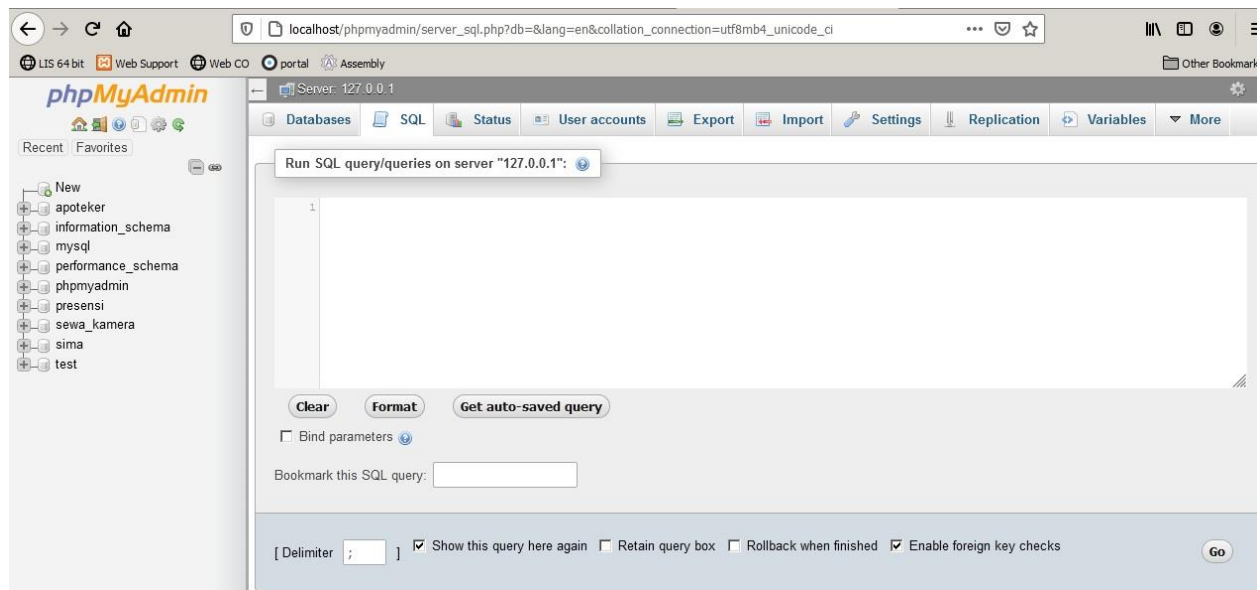 localhost/phpmyadmin/server_sql.php?db=&lang=en&collation_connection=utf8mb4_unicode_ci
LIS 64 bit Web Support Web CO portal Assembly Other Bookmark
phpMyAdmin
Recent Favorites
New
apoteker
information_schema
mysql
performance_schema
phpmyadmin
presensi
sewa_kamera
sima
test
Server: 127.0.0.1
Databases SQL Status User accounts Export Import Settings Replication Variables More
Run SQL query/queries on server "127.0.0.1":
1
Clear Format Get auto-saved query
Bind parameters
Bookmark this SQL query:
[ Delimiter ; ] Show this query here again Retain query box Rollback when finished Enable foreign key checks
Go